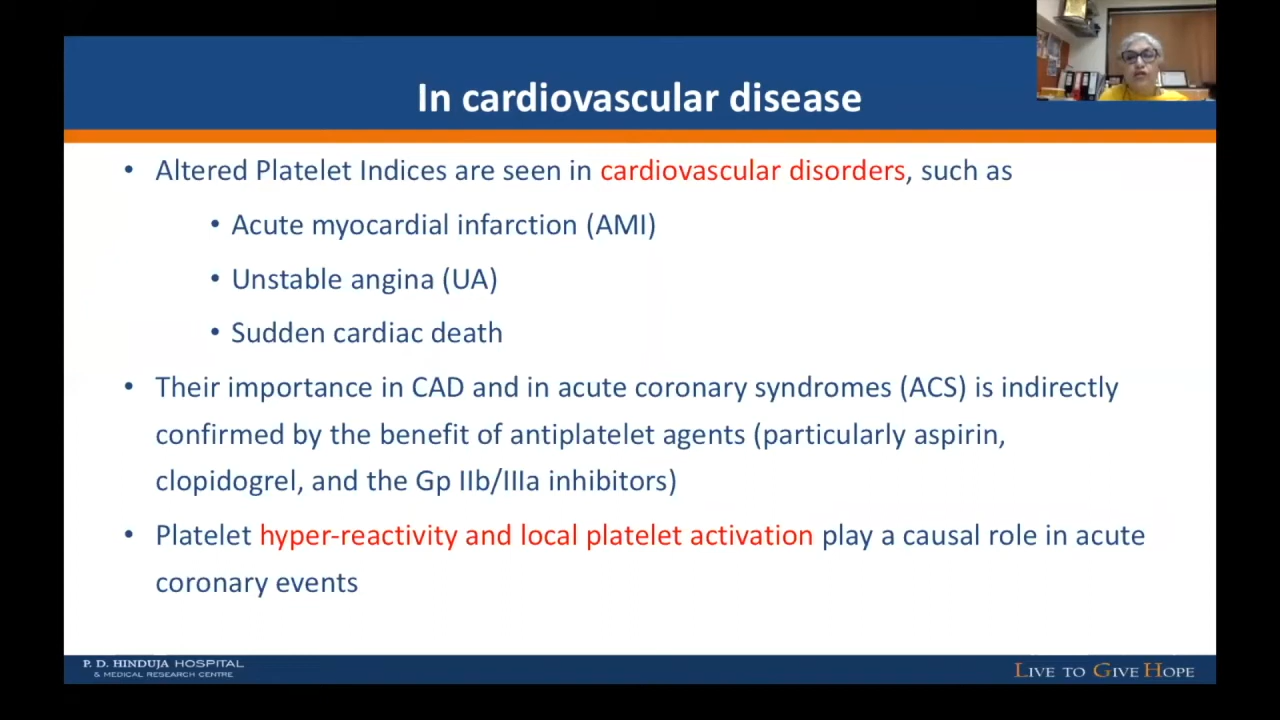 In cardiovascular disease
• Altered Platelet Indices are seen in cardiovascular disorders, such as
• Acute myocardial infarction (AMI)
• Unstable angina (UA)
• Sudden cardiac death
• Their importance in CAD and in acute coronary syndromes (ACS) is indirectly
confirmed by the benefit of antiplatelet agents (particularly aspirin,
clopidogrel, and the Gp IIb/IIIa inhibitors)
• Platelet hyper-reactivity and local platelet activation play a causal role in acute
coronary events
P. D. HINDUJA HOSPITAL
& MEDICAL RESEARCH CENTRE
LIVE TO GIVE HOPE